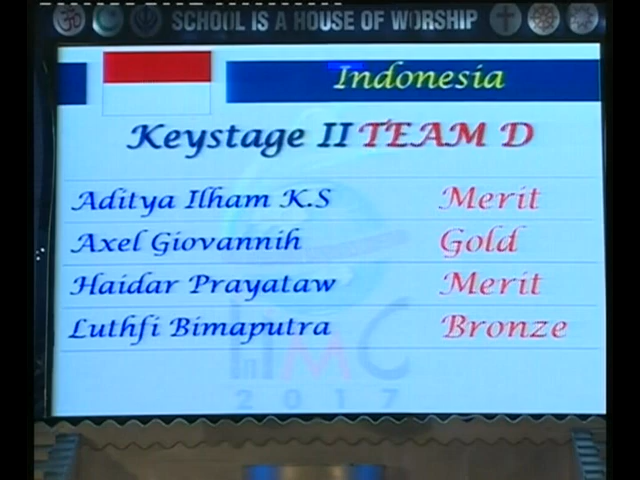 SCHOOL IS A HOUSE OF WORSHIP
Indonesia
Keystage II TEAM D
Aditya Ilham K.S Merit
Axel Giovannih Gold
Haidar Prayataw Merit
Luthfi Bimaputra Bronze
IIMC
2017